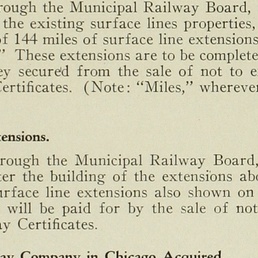 rough the Municipal Railway Board,
the existing surface lines properties,
of 144 miles of surface line extensions
" These extensions are to be complete
ey secured from the sale of not to e
Certificates. (Note: "Miles," wherever
tensions.
rough the Municipal Railway Board,
ter the building of the extensions abo
urface line extensions also shown on
will be paid for by the sale of not
ay Certificates.
way Company in Chicago Acquired